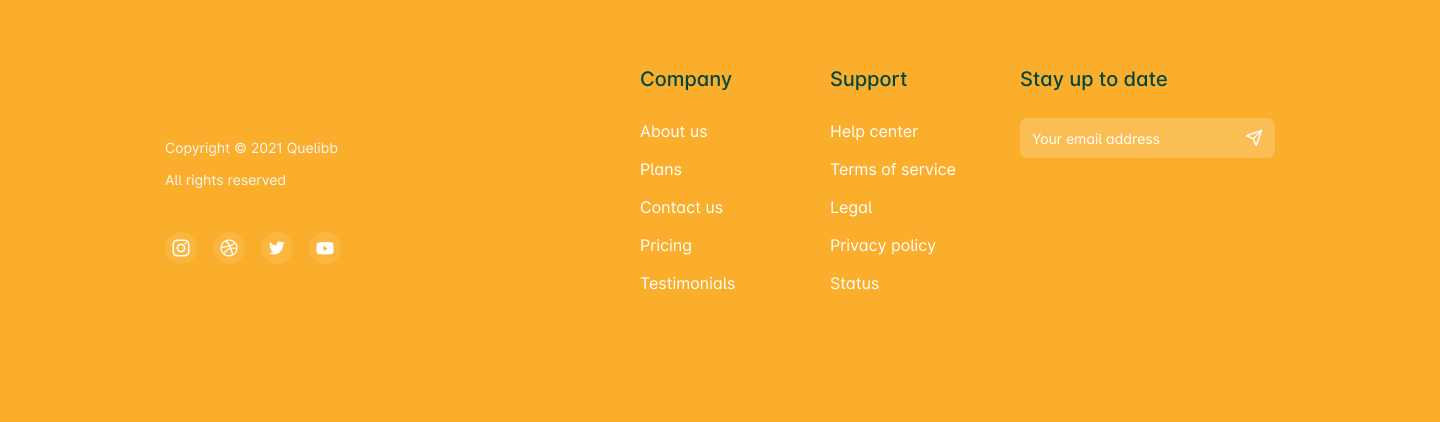 Copyright © 2021 Quelibb
All rights reserved
Company
About us
Plans
Contact us
Pricing
Testimonials
Support
Help center
Terms of service
Legal
Privacy policy
Status
Stay up to date
Your email address